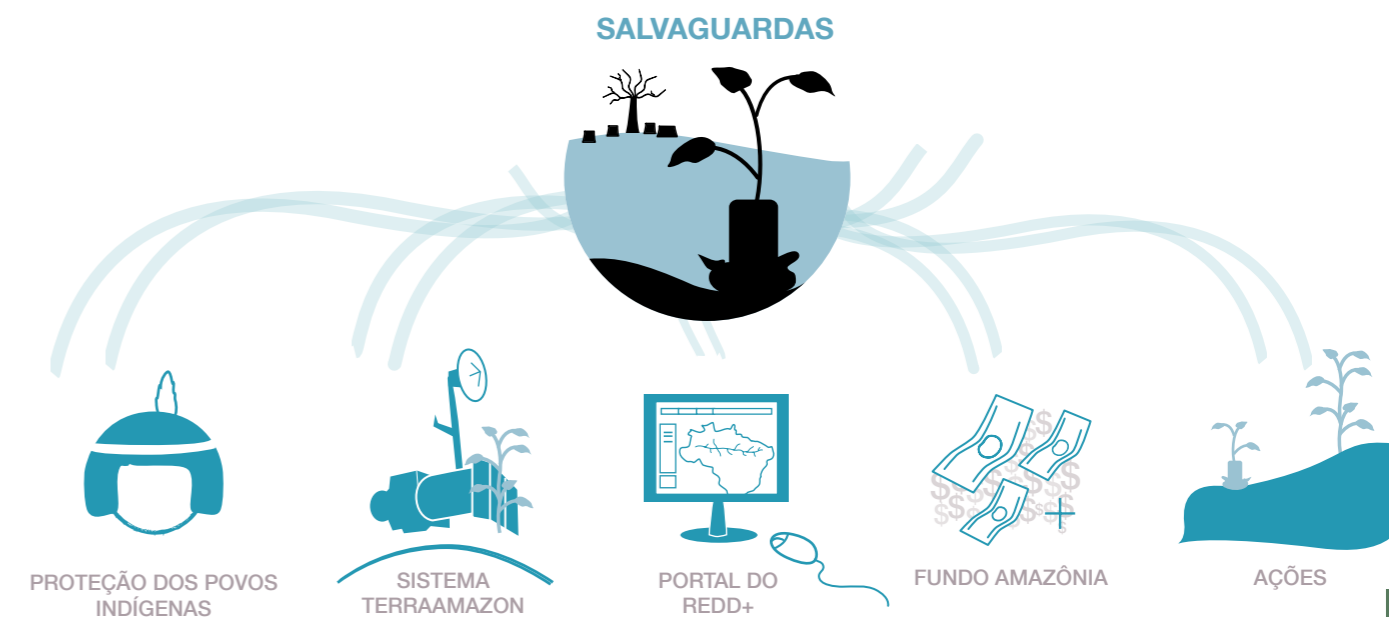 SALVAGUARDAS
PROTEÇÃO DOS POVOS
INDÍGENAS
SISTEMA
TERRAAMAZON
PORTAL DO
REDD+
FUNDO AMAZÔNIA
AÇÕES